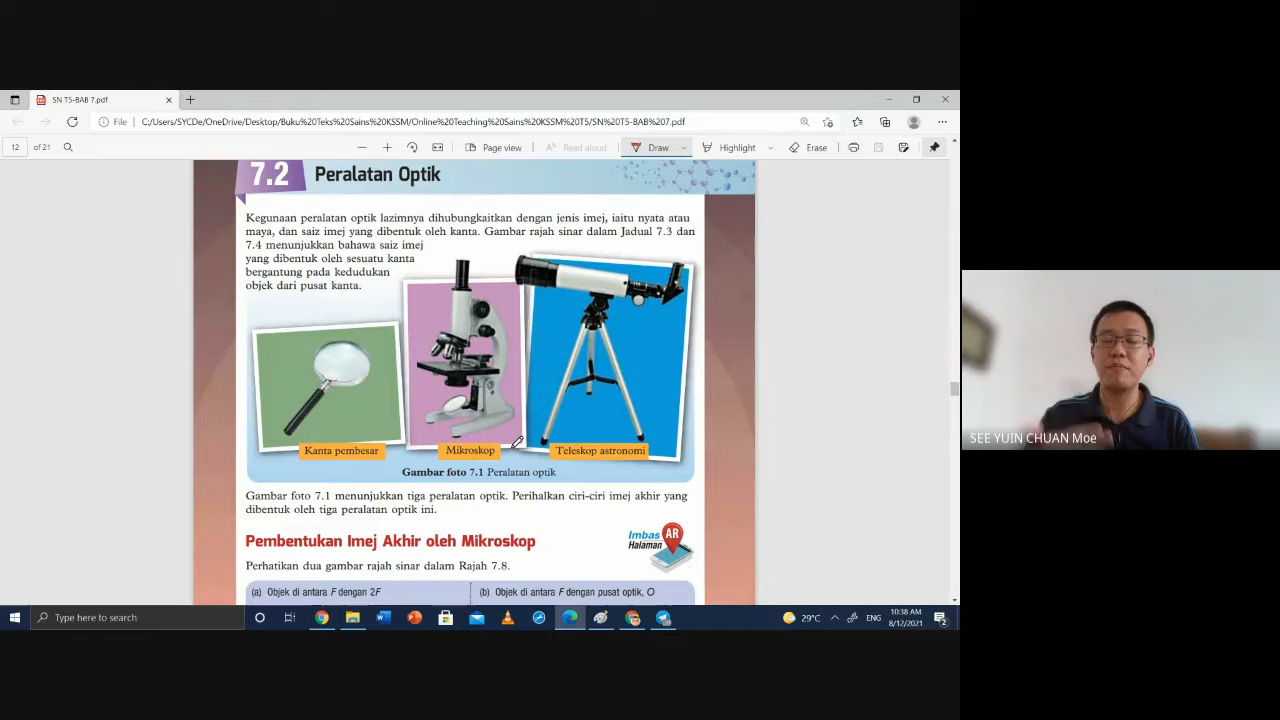 SN T5-BAB 7.pdf
File
C:/Users/SYCDe/OneDrive/Desktop/Buku%20Teks%20Sains%20KSSM/Online%20Teaching%20Sains%20KSSM%20T5/SN%20T5-BAB%207.pdf
12 of 21
Page view
Read aloud
Draw
Highlight
Erase
7.2 Peralatan Optik
Kegunaan peralatan optik lazimnya dihubungkaitkan dengan jenis imej, iaitu nyata atau
maya, dan saiz imej yang dibentuk oleh kanta. Gambar rajah sinar dalam Jadual 7.3 dan
7.4 menunjukkan bahawa saiz imej
yang dibentuk oleh sesuatu kanta
bergantung pada kedudukan
objek dari pusat kanta.
Kanta pembesar
Mikroskop
Teleskop astronomi
Gambar foto 7.1 Peralatan optik
Gambar foto 7.1 menunjukkan tiga peralatan optik. Perihalkan ciri-ciri imej akhir yang
dibentuk oleh tiga peralatan optik ini.
Pembentukan Imej Akhir oleh Mikroskop
Imbas AR
Halaman
Perhatikan dua gambar rajah sinar dalam Rajah 7.8.
(a) Objek di antara F dengan 2F
(b) Objek di antara F dengan pusat optik, O
SEE YUIN CHUAN Moe
Type here to search
29°C
ENG
10:38 AM
8/12/2021
2